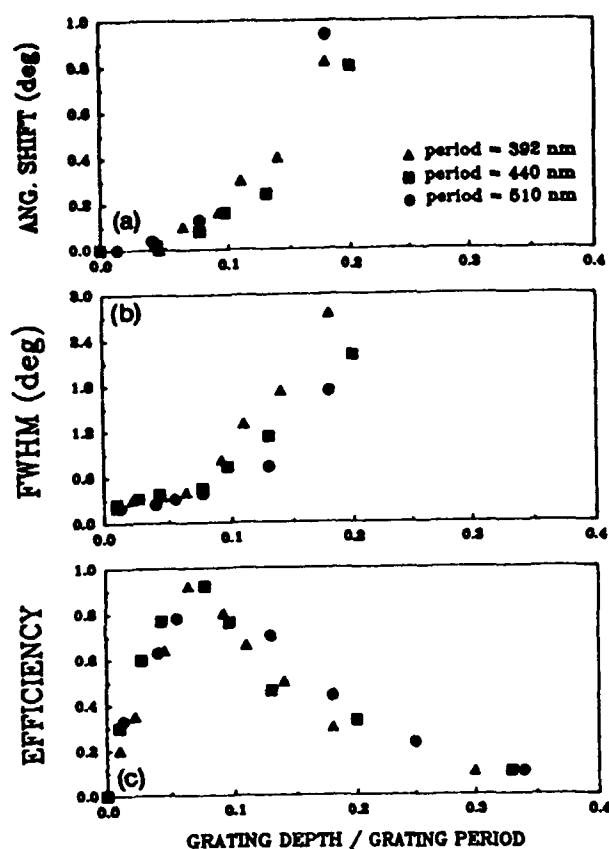 1.0
0.8
0.6
0.4
0.2
0.0
ANG. SHIFT (deg)
(a)
▲ period = 392 nm
■ period = 440 nm
● period = 510 nm
0.0 0.1 0.2 0.3 0.4
3.0
2.4
1.8
1.2
0.6
0.0
FWHM (deg)
(b)
0.0 0.1 0.2 0.3 0.4
1.0
0.8
0.6
0.4
0.2
0.0
EFFICIENCY
(c)
0.0 0.1 0.2 0.3 0.4
GRATING DEPTH / GRATING PERIOD